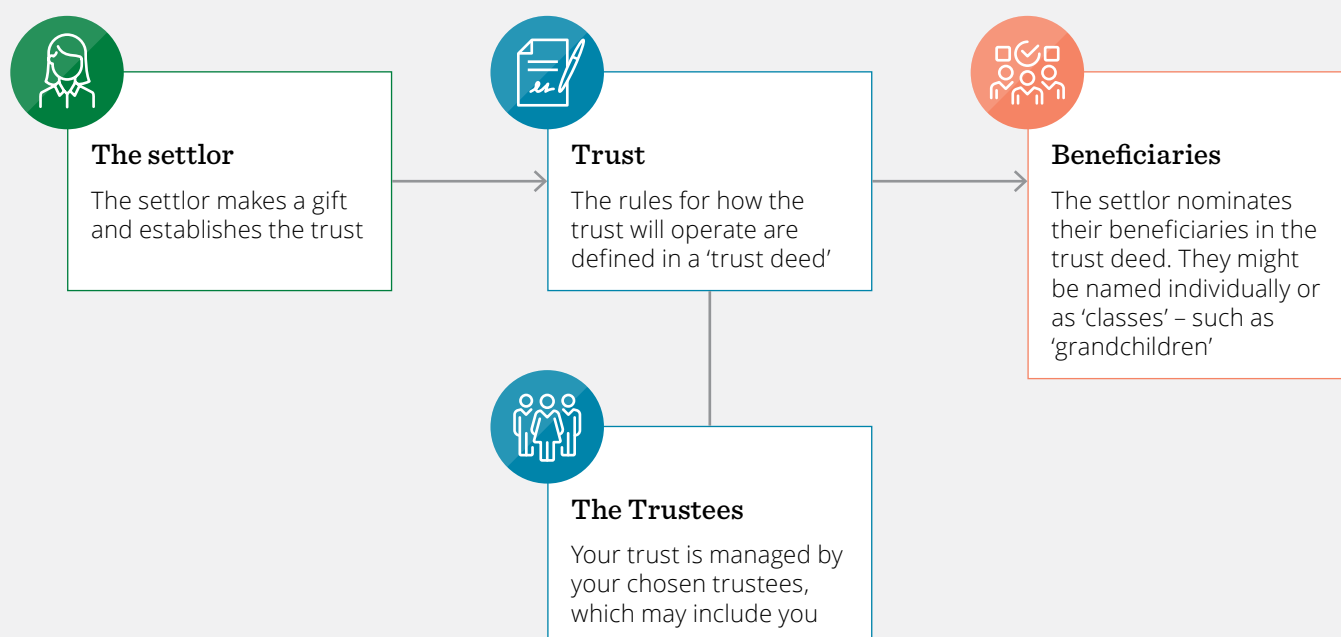 The settlor
The settlor makes a gift
and establishes the trust
Trust
The rules for how the
trust will operate are
defined in a ‘trust deed’
Beneficiaries
The settlor nominates
their beneficiaries in the
trust deed. They might
be named individually or
as ‘classes’ – such as
‘grandchildren’
The Trustees
Your trust is managed by
your chosen trustees,
which may include you